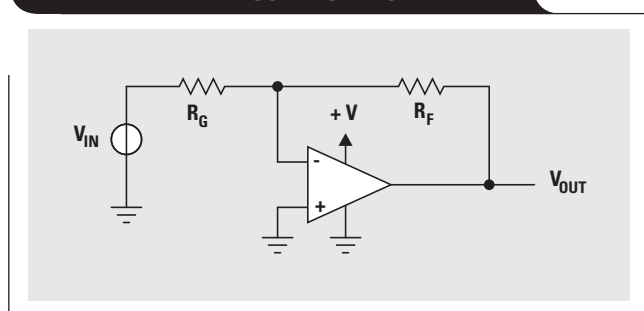 R_G
+ V
R_F
V_IN
-
+
V_OUT